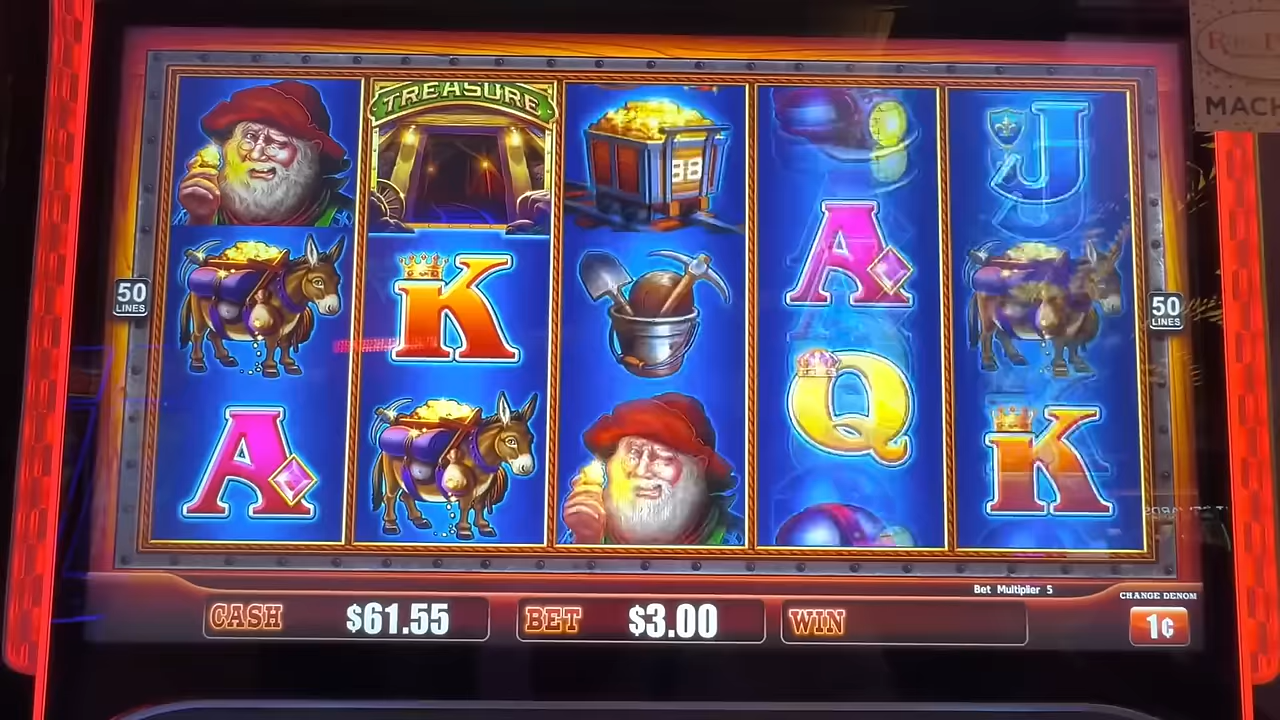 TREASURE
88
J
A
K
50
LINES
50
LINES
Q
A
K
Bet Multiplier 5
CHANGE DENOM
CASH $61.55 BET $3.00 WIN
1¢